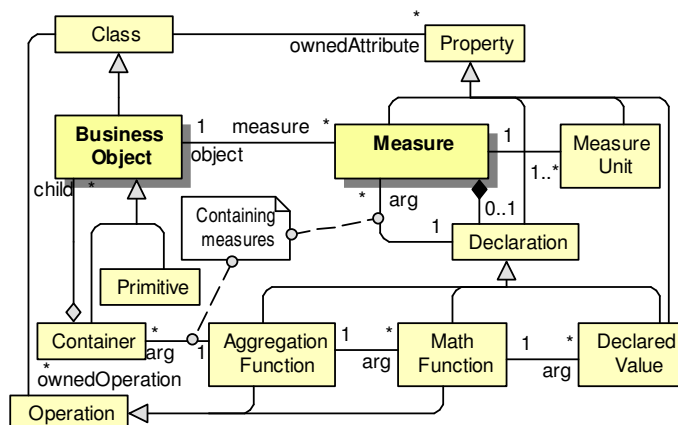 *
Class
ownedAttribute
Property
Business
Object
1
measure
*
object
Measure
1
1..*
Measure
Unit
child
*
Containing
measures
*
arg
1
0..1
Declaration
Primitive
Container
*
arg
1
Aggregation
Function
1
*
arg
Math
Function
1
*
arg
Declared
Value
*
ownedOperation
Operation